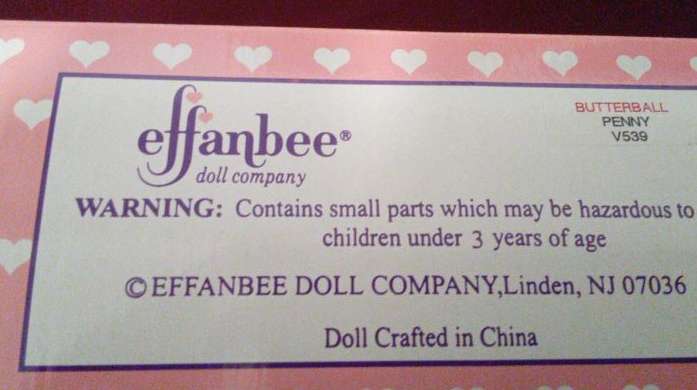 effanbee®
doll company
BUTTERBALL
PENNY
V539
WARNING: Contains small parts which may be hazardous to
children under 3 years of age
©EFFANBEE DOLL COMPANY,Linden, NJ 07036
Doll Crafted in China